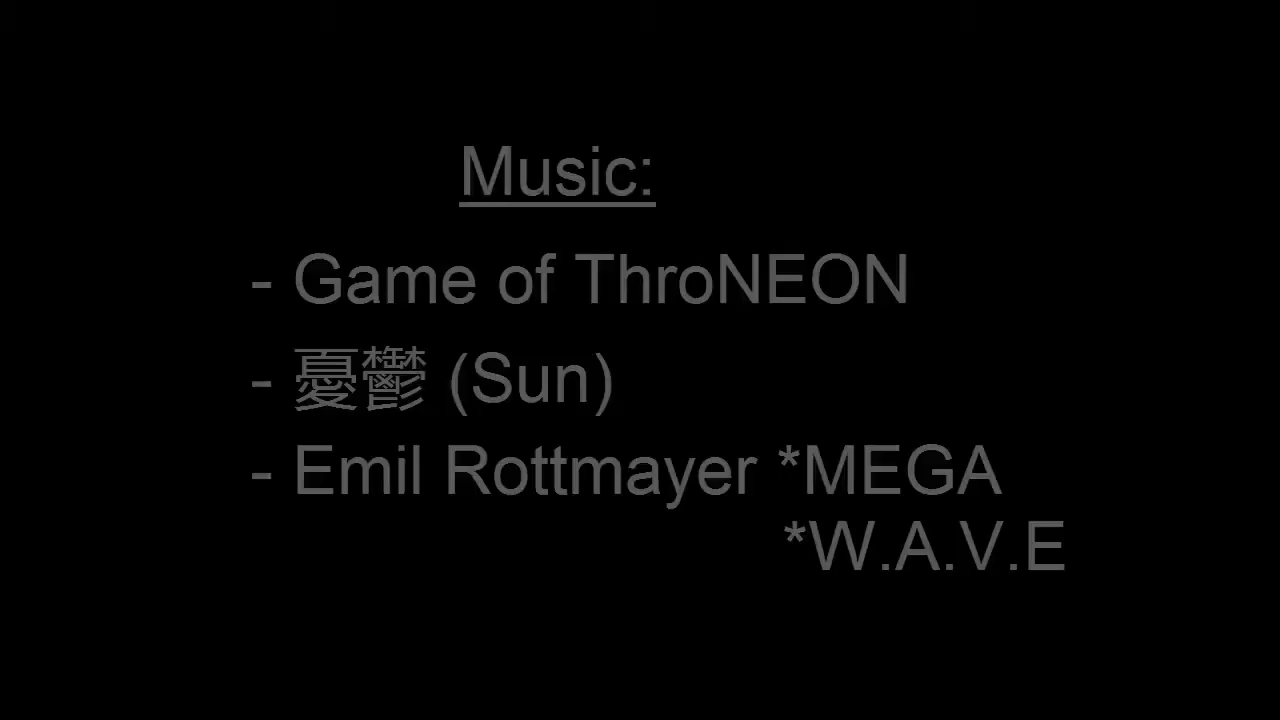 Music:
- Game of ThroNEON
- 憂鬱 (Sun)
- Emil Rottmayer *MEGA
*W.A.V.E